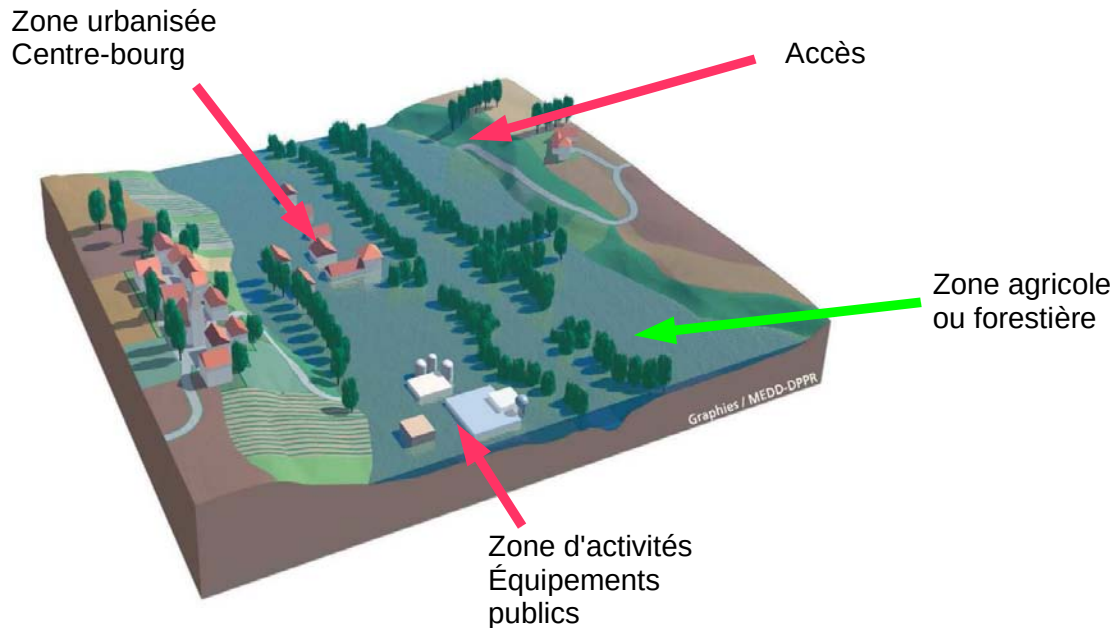 Zone urbanisée
Centre-bourg
Accès
Zone agricole
ou forestière
Graphies / MEDD-DPPR
Zone d'activités
Équipements
publics